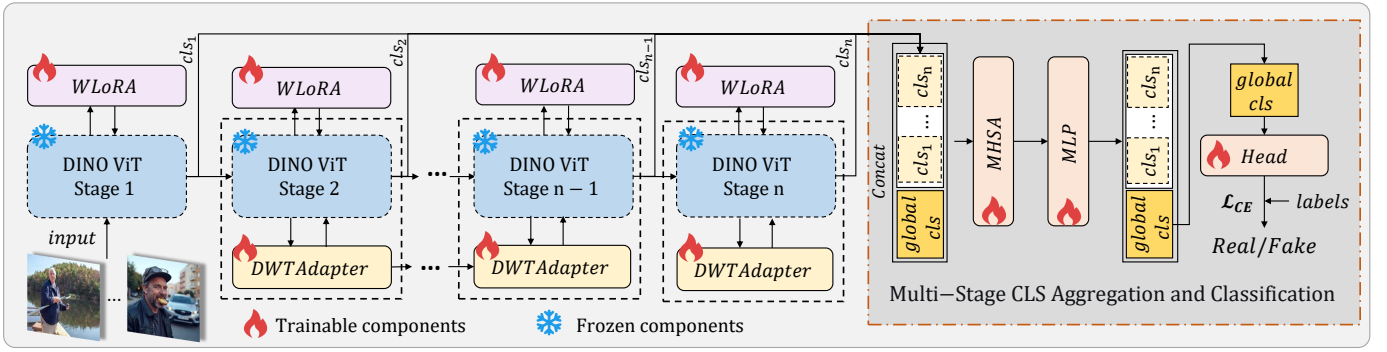 cls₁
cls₂
clsₙ₋₁
clsₙ
WLoRA
WLoRA
WLoRA
WLoRA
DINO ViT
Stage 1
DINO ViT
Stage 2
...
DINO ViT
Stage n − 1
DINO ViT
Stage n
DWTAdapter
...
DWTAdapter
DWTAdapter
input
...
Trainable components
Frozen components
Concat
clsₙ
...
cls₁
global
cls
MHSA
MLP
clsₙ
...
cls₁
global
cls
global
cls
Head
ℒ_CE
labels
Real/Fake
Multi−Stage CLS Aggregation and Classification